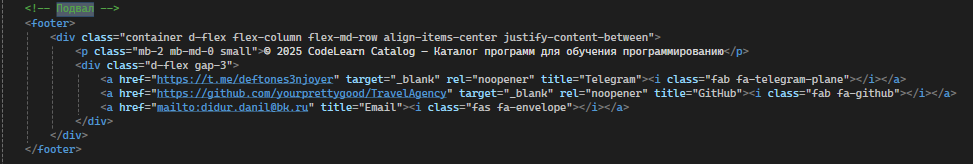 <!-- Подвал -->
<footer>
<div class="container d-flex flex-column flex-md-row align-items-center justify-content-between">
<p class="mb-2 mb-md-0 small">© 2025 CodeLearn Catalog — Каталог программ для обучения программированию</p>
<div class="d-flex gap-3">
<a href="https://t.me/deftones3njoyer" target="_blank" rel="noopener" title="Telegram"><i class="fab fa-telegram-plane"></i></a>
<a href="https://github.com/yourprettygood/TravelAgency" target="_blank" rel="noopener" title="GitHub"><i class="fab fa-github"></i></a>
<a href="mailto:didur.danil@bk.ru" title="Email"><i class="fas fa-envelope"></i></a>
</div>
</div>
</footer>